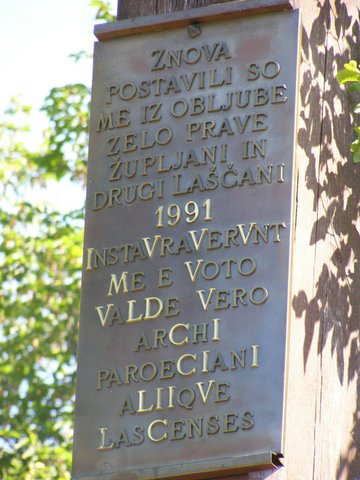 ZNOVA
POSTAVILI SO
ME IZ OBLJUBE
ZELO PRAVE
ŽUPLJANI IN
DRUGI LAŠČANI
1991
INSTAVRAVERVNT
ME E VOTO
VALDE VERO
ARCHI
PAROECIANI
ALIIQVE
LASCENSES